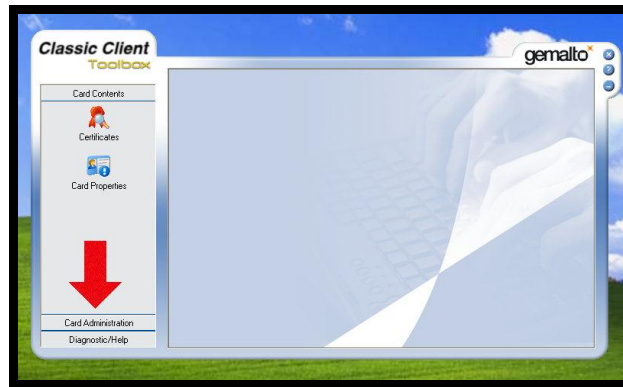 Classic Client
Toolbox
gemalto
Card Contents
Certificates
Card Properties
Card Administration
Diagnostic/Help